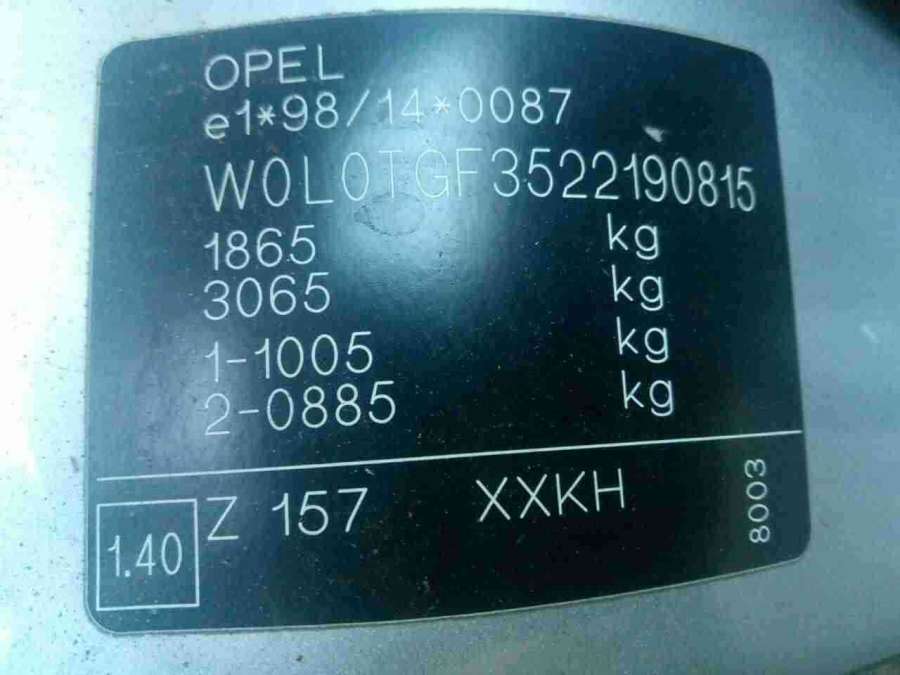 OPEL
e1*98/14*0087
W0L0TGF3522190815
1865 kg
3065 kg
1-1005 kg
2-0885 kg
1.40 Z 157 XXKH 8003